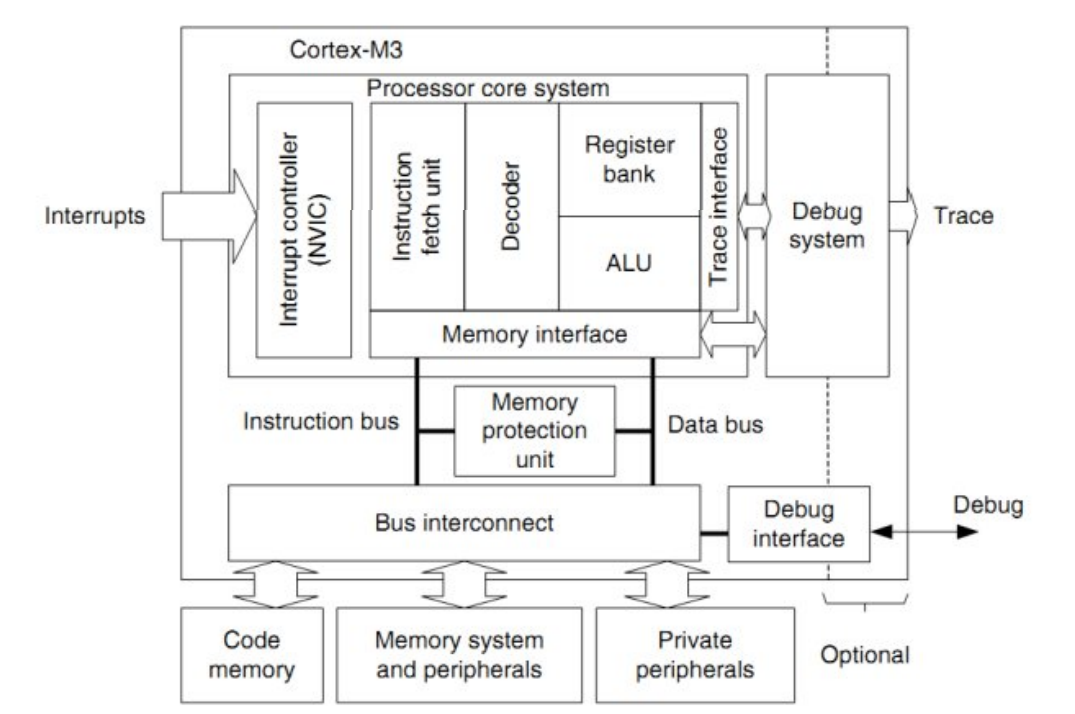 Cortex-M3
Processor core system
Interrupts
Interrupt controller
(NVIC)
Instruction
fetch unit
Decoder
Register
bank
ALU
Trace interface
Debug
system
Trace
Memory interface
Instruction bus
Memory
protection
unit
Data bus
Bus interconnect
Debug
interface
Debug
Code
memory
Memory system
and peripherals
Private
peripherals
Optional